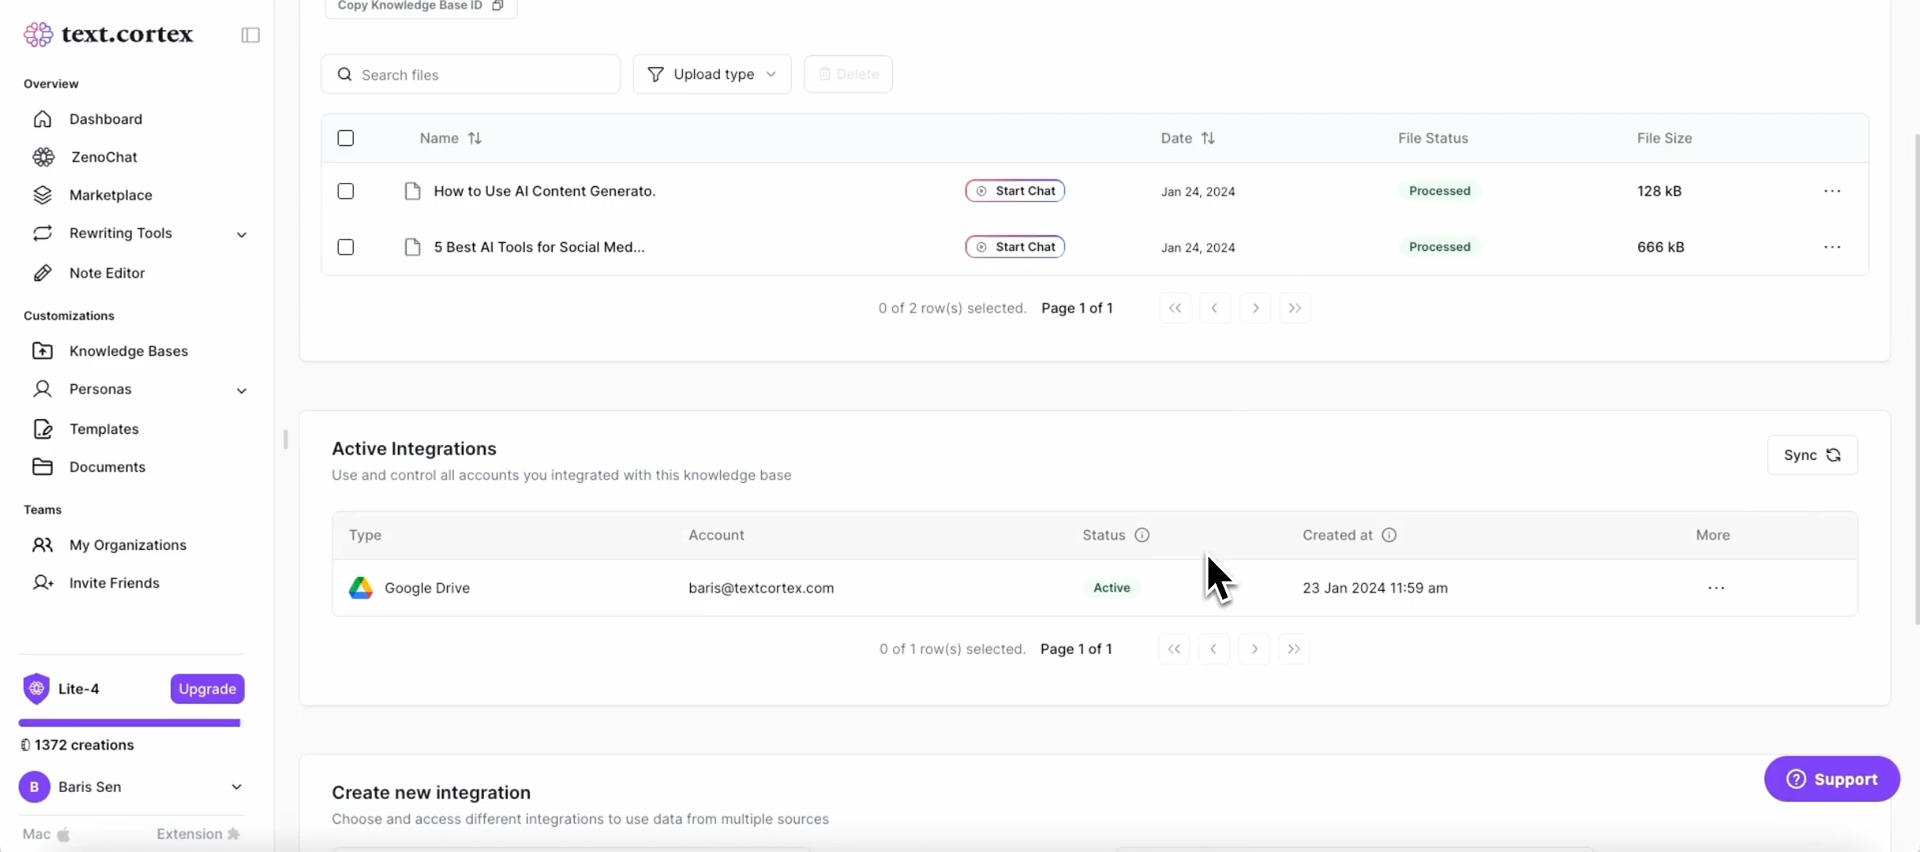 Copy Knowledge Base ID
text.cortex
Overview
Dashboard
ZenoChat
Marketplace
Rewriting Tools
Note Editor
Customizations
Knowledge Bases
Personas
Templates
Documents
Teams
My Organizations
Invite Friends
Lite-4 Upgrade
1372 creations
B Baris Sen
Mac Extension
Search files Upload type Delete
Name Date File Status File Size
How to Use AI Content Generato. Start Chat Jan 24, 2024 Processed 128 kB ...
5 Best AI Tools for Social Med... Start Chat Jan 24, 2024 Processed 666 kB ...
0 of 2 row(s) selected. Page 1 of 1
Active Integrations
Use and control all accounts you integrated with this knowledge base
Sync
Type Account Status Created at More
Google Drive baris@textcortex.com Active 23 Jan 2024 11:59 am ...
0 of 1 row(s) selected. Page 1 of 1
Create new integration
Choose and access different integrations to use data from multiple sources
Support